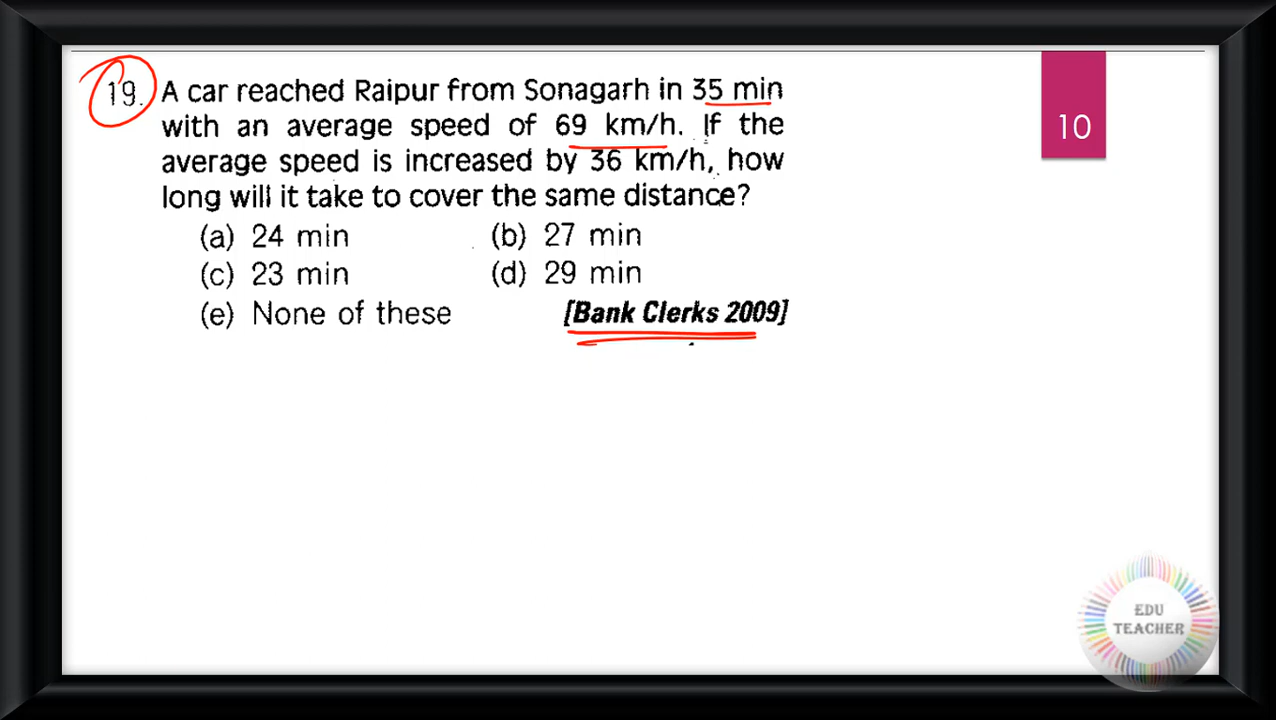 19. A car reached Raipur from Sonagarh in 35 min
with an average speed of 69 km/h. If the
average speed is increased by 36 km/h, how
long will it take to cover the same distance?
(a) 24 min (b) 27 min
(c) 23 min (d) 29 min
(e) None of these [Bank Clerks 2009]
10
EDU
TEACHER